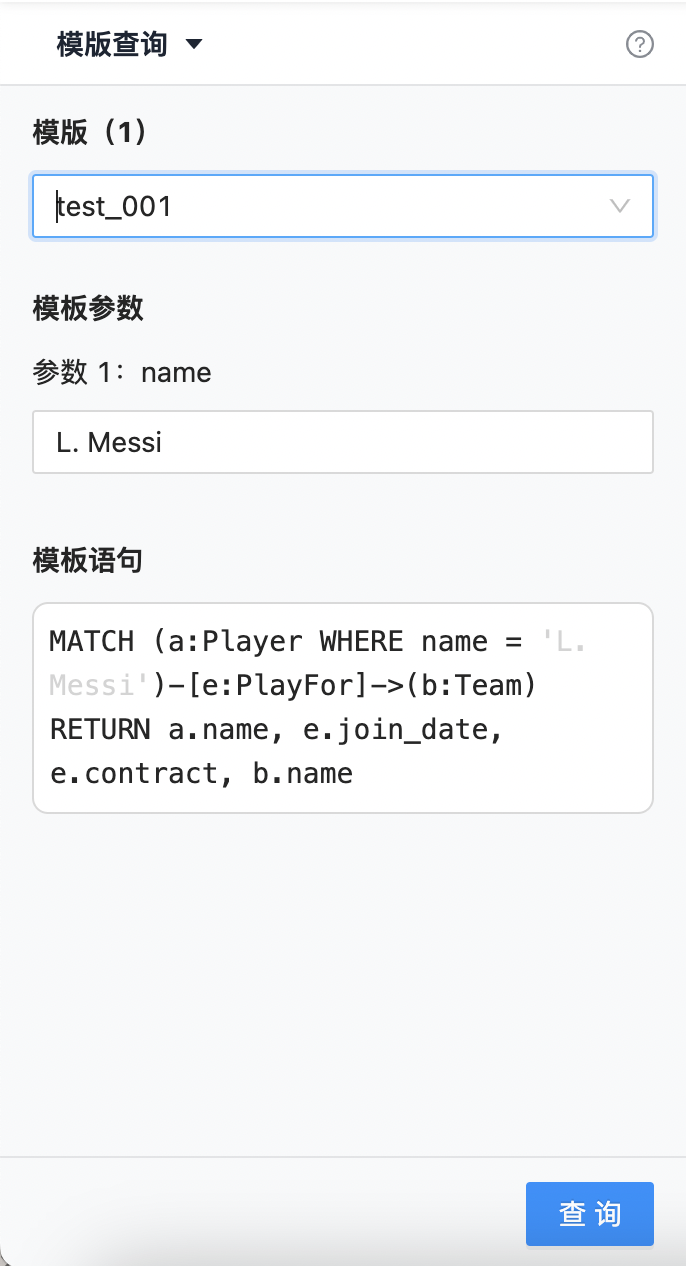 模版查询
?
模版（1）
test_001
模板参数
参数 1：name
L. Messi
模板语句
MATCH (a:Player WHERE name = 'L.
Messi')-[e:PlayFor]->(b:Team)
RETURN a.name, e.join_date,
e.contract, b.name
查 询